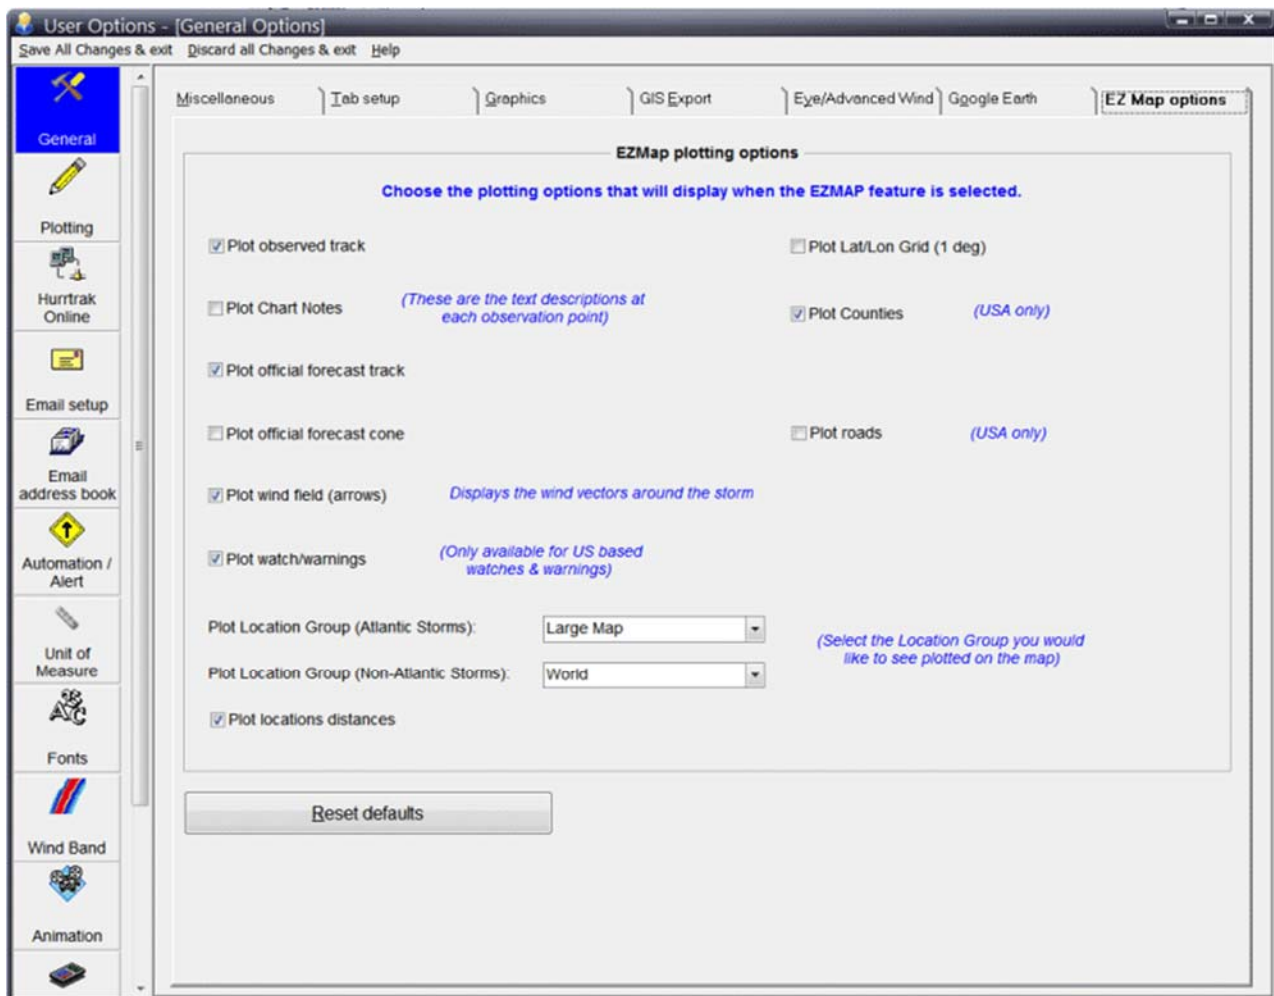 User Options - [General Options]
Save All Changes & exit Discard all Changes & exit Help
General
Plotting
Hurrtrak
Online
Email setup
Email
address book
Automation /
Alert
Unit of
Measure
Fonts
Wind Band
Animation
Miscellaneous Tab setup Graphics GIS Export Eye/Advanced Wind Google Earth EZ Map options
EZMap plotting options
Choose the plotting options that will display when the EZMAP feature is selected.
Plot observed track
Plot Lat/Lon Grid (1 deg)
Plot Chart Notes
(These are the text descriptions at
each observation point)
Plot Counties
(USA only)
Plot official forecast track
Plot official forecast cone
Plot roads
(USA only)
Plot wind field (arrows)
Displays the wind vectors around the storm
Plot watch/warnings
(Only available for US based
watches & warnings)
Plot Location Group (Atlantic Storms): Large Map
Plot Location Group (Non-Atlantic Storms): World
(Select the Location Group you would
like to see plotted on the map)
Plot locations distances
Reset defaults